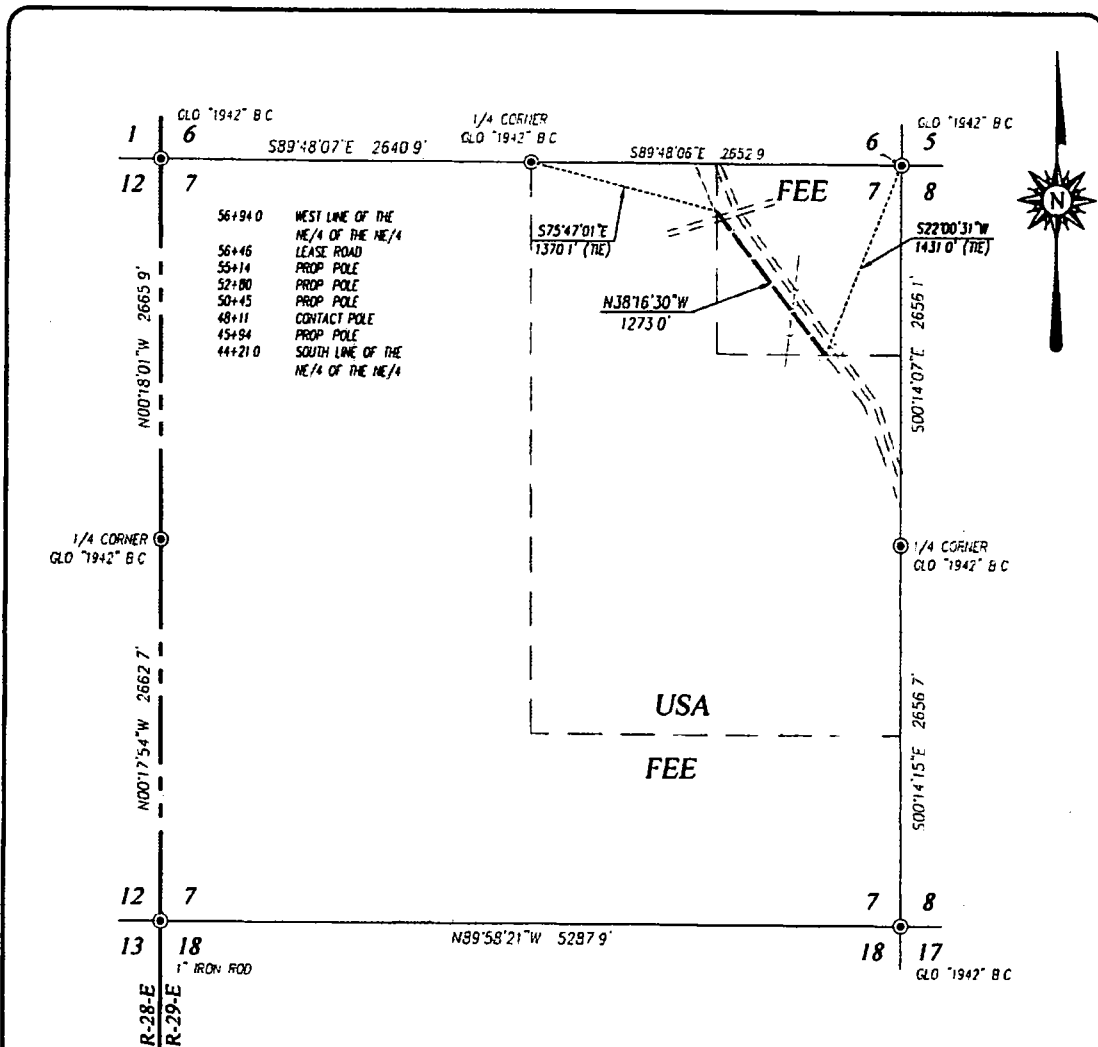 GLO "1942" B C
1/4 CORNER
GLO "1942" B C
GLO "1942" B C
1 6
6 5
S89°48'07"E 2640 9'
S89°48'06"E 2652 9
12 7
7 8
FEE
N
56+94 0 WEST LINE OF THE
NE/4 OF THE NE/4
56+46 LEASE ROAD
55+14 PROP POLE
52+80 PROP POLE
50+45 PROP POLE
48+11 CONTACT POLE
45+94 PROP POLE
44+21 0 SOUTH LINE OF THE
NE/4 OF THE NE/4
S75°47'01"E
1370 1' (TIE)
S22°00'31"W
1431 0' (TIE)
N38°16'30"W
1273 0'
N00°18'01"W 2665 9'
S00°14'07"E 2656 1'
1/4 CORNER
GLO "1942" B C
1/4 CORNER
GLO "1942" B C
N00°17'54"W 2662 7'
S00°14'15"E 2656 7'
USA
FEE
12 7
7 8
N89°58'21"W 5287 9'
13 18
18 17
1" IRON ROD
GLO "1942" B C
R-28-E
R-29-E